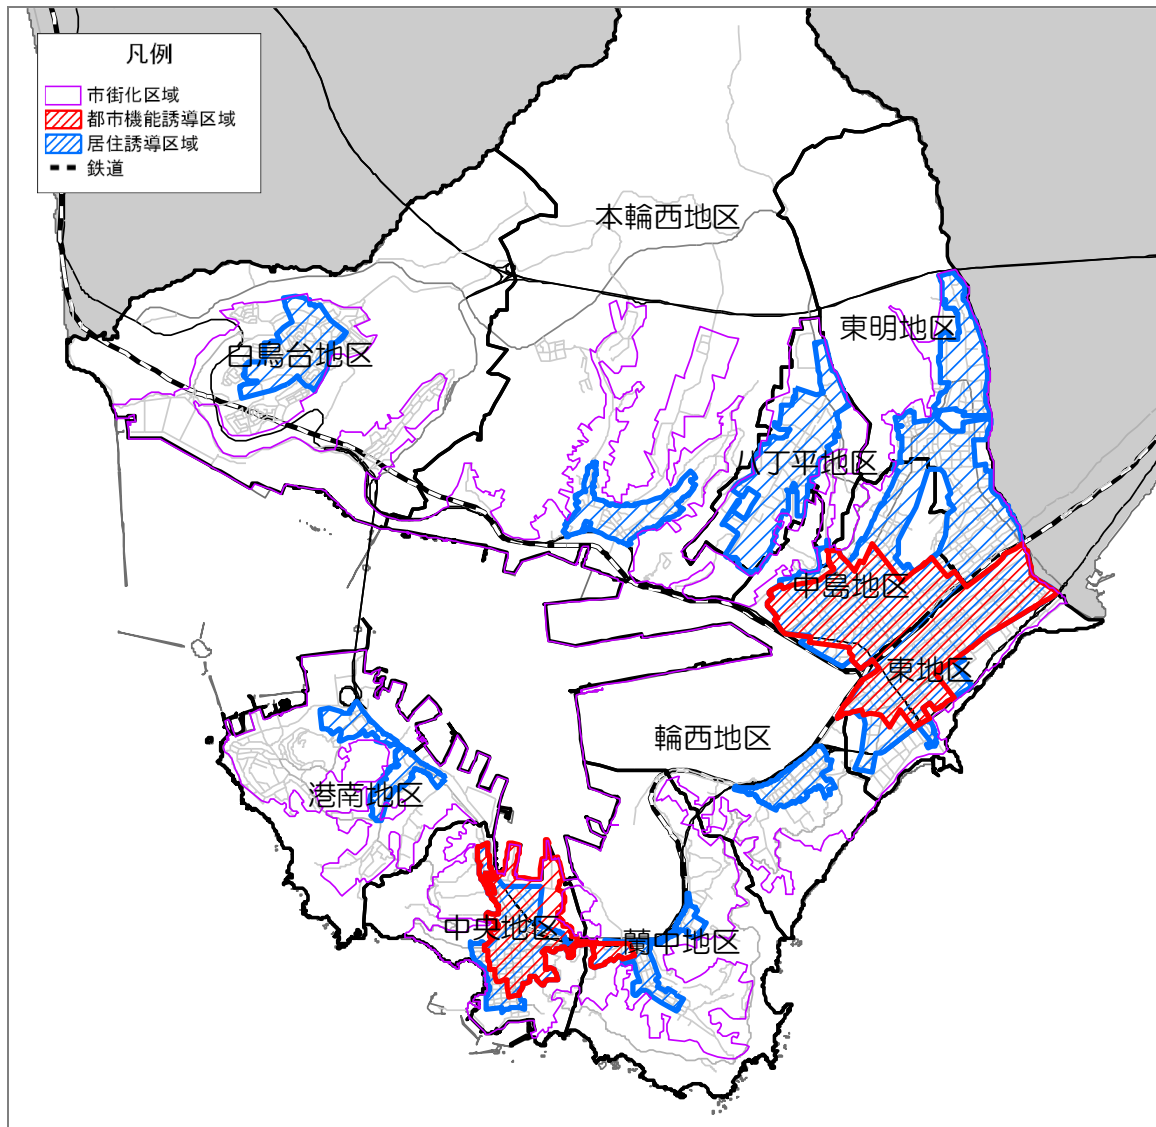 凡例
市街化区域
都市機能誘導区域
居住誘導区域
鉄道
本輪西地区
東明地区
白鳥台地区
八丁平地区
中島地区
東地区
輪西地区
港南地区
中央地区
蘭中地区